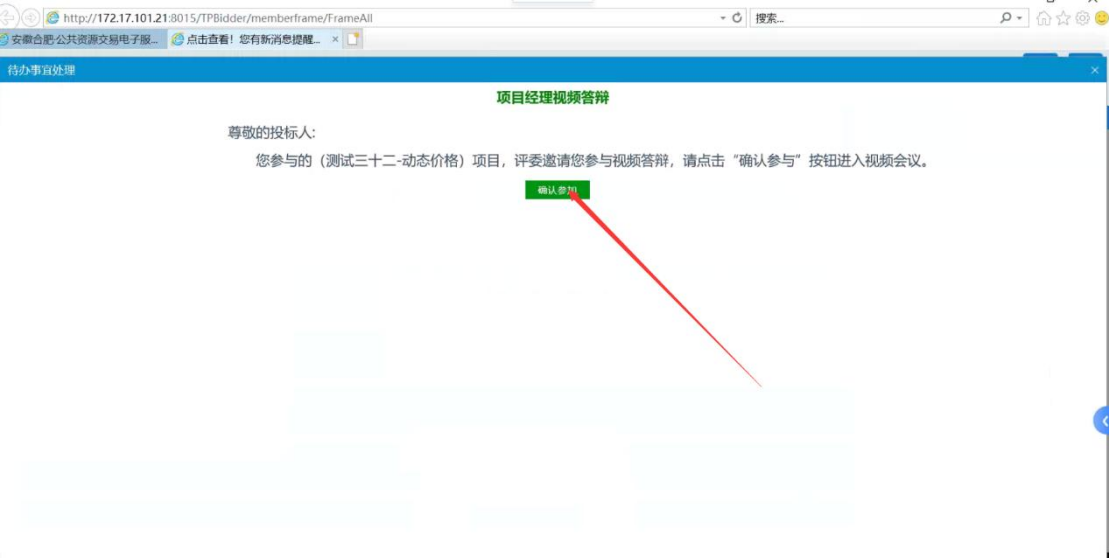 http://172.17.101.21:8015/TPBidder/memberframe/FrameAll
搜索...
安徽合肥公共资源交易电子服...
点击查看！您有新消息提醒...
待办事宜处理
项目经理视频答辩
尊敬的投标人:
您参与的（测试三十二-动态价格）项目，评委邀请您参与视频答辩，请点击“确认参与”按钮进入视频会议。
确认参加